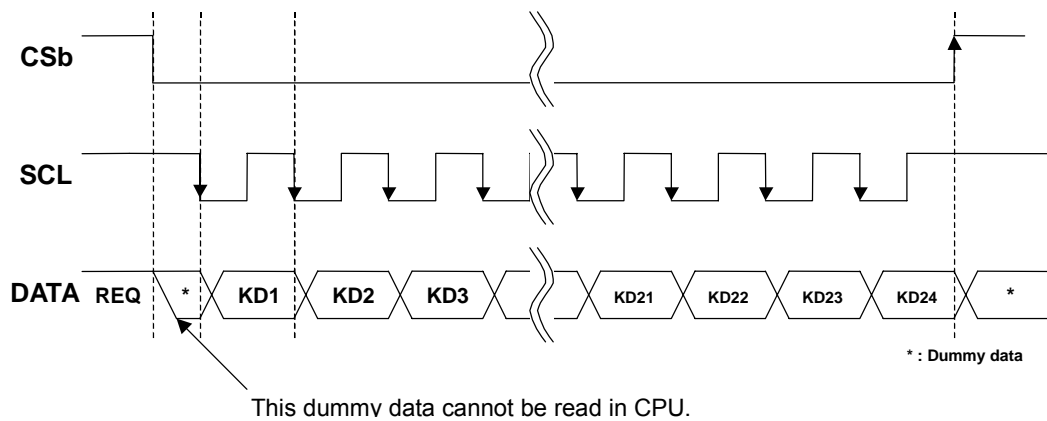 CSb
SCL
DATA REQ * KD1 KD2 KD3 KD21 KD22 KD23 KD24 *
* : Dummy data
This dummy data cannot be read in CPU.